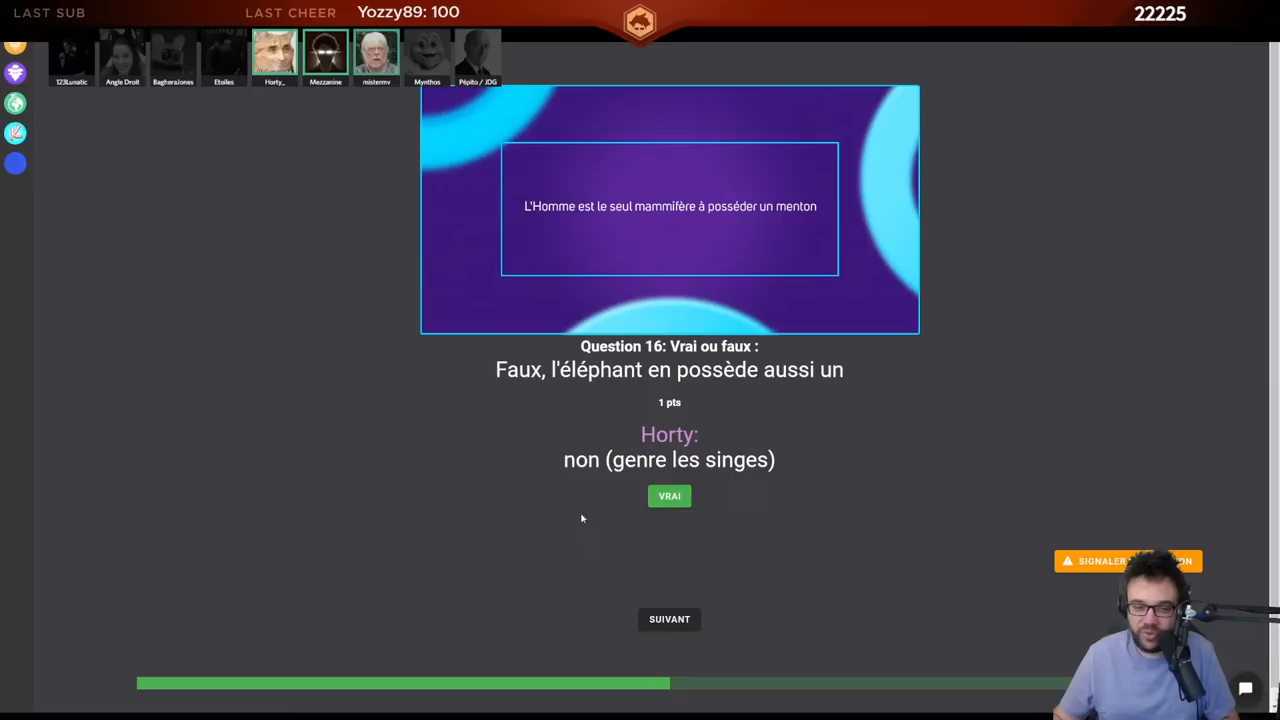 LAST SUB
LAST CHEER
Yozzy89: 100
22225
123Lunatic
Angle Droit
BagheraJones
Etoiles
Horty_
Mezzanine
mistermv
Mynthos
Pépito / JDG
L'Homme est le seul mammifère à posséder un menton
Question 16: Vrai ou faux :
Faux, l'éléphant en possède aussi un
1 pts
Horty:
non (genre les singes)
VRAI
SIGNALER
SUIVANT